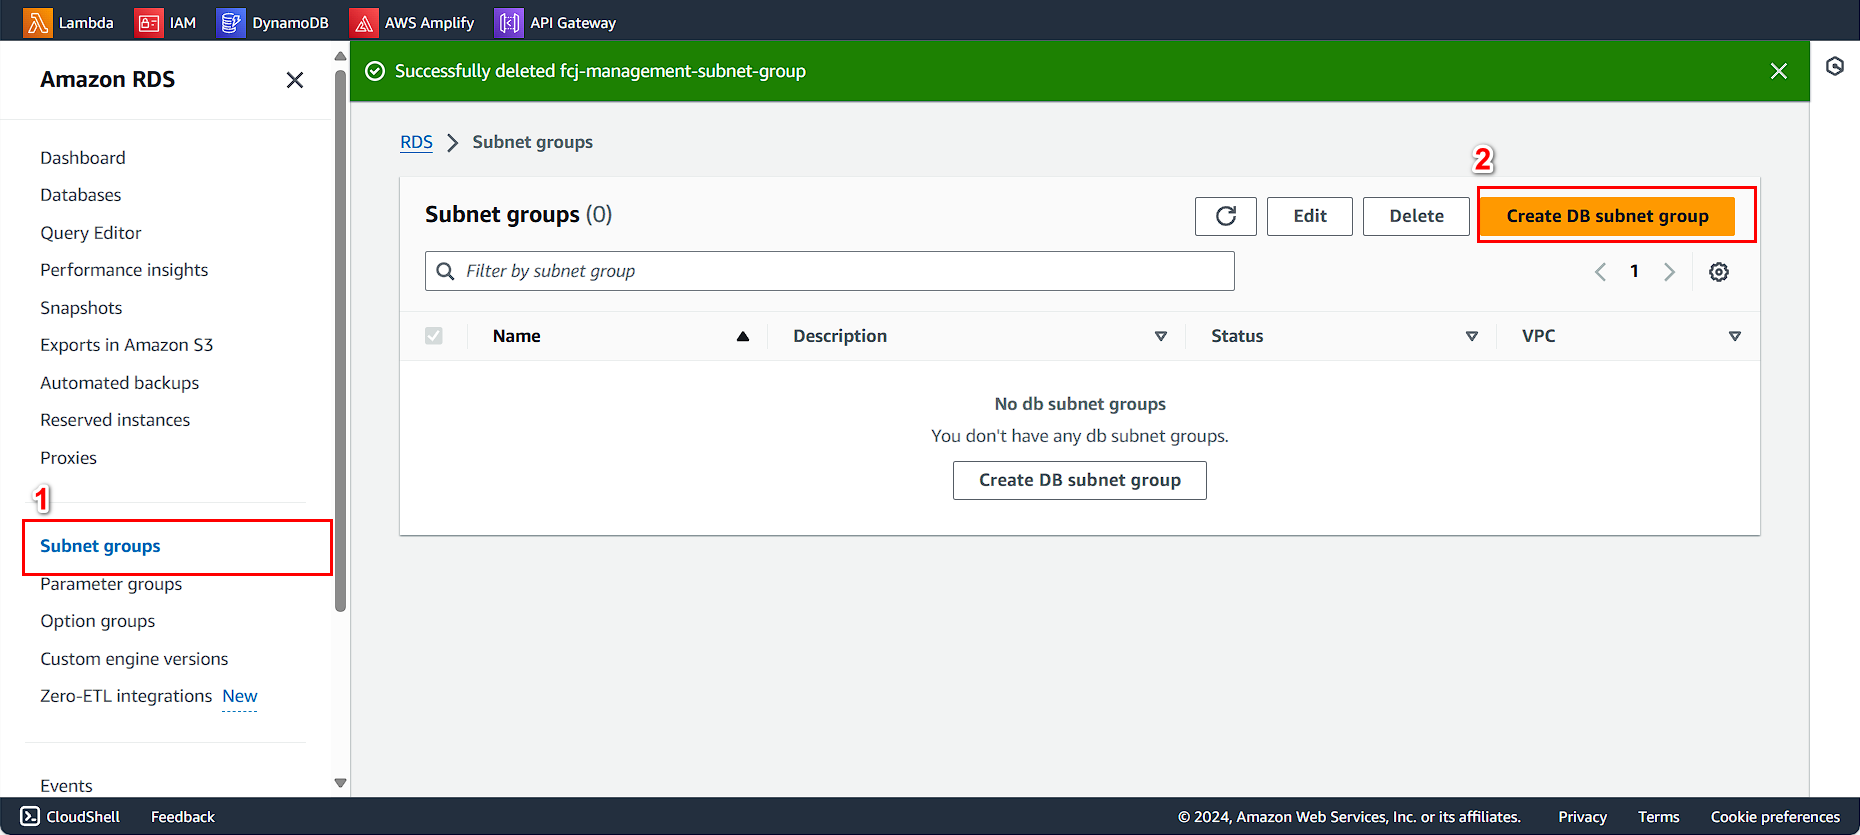 Lambda IAM DynamoDB AWS Amplify API Gateway
Amazon RDS
Dashboard
Databases
Query Editor
Performance insights
Snapshots
Exports in Amazon S3
Automated backups
Reserved instances
Proxies
1
Subnet groups
Parameter groups
Option groups
Custom engine versions
Zero-ETL integrations New
Events
Successfully deleted fcj-management-subnet-group
RDS > Subnet groups
2
Subnet groups (0) Edit Delete Create DB subnet group
Filter by subnet group
1
Name Description Status VPC
No db subnet groups
You don't have any db subnet groups.
Create DB subnet group
CloudShell Feedback © 2024, Amazon Web Services, Inc. or its affiliates. Privacy Terms Cookie preferences